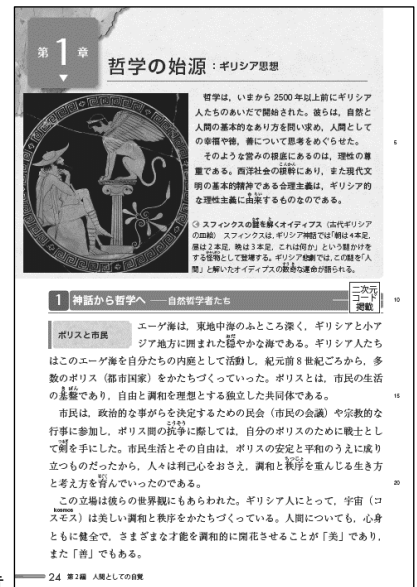 第1章
哲学の始源：ギリシア思想
哲学は，いまから 2500 年以上前にギリシア
人たちのあいだで開始された。彼らは，自然と
人間の基本的なあり方を問い求め，人間として
の幸福や徳，善について思考をめぐらせた。
5
そのような営みの根底にあるのは，理性の尊
重である。西洋社会の根幹にあり，また現代文
明の基本的精神である合理主義は，ギリシア的
な理性主義に由来するものなのである。
スフィンクスの謎を解くオイディプス（古代ギリシア
の皿絵） スフィンクスは，ギリシア神話では「朝は4本足，
昼は2本足，晩は3本足，これは何か」という問いかけを
する怪物として登場する。ギリシア悲劇では，この謎を「人
間」と解いたオイディプスの数奇な運命が語られる。
1 神話から哲学へ ──自然哲学者たち
二次元
コード
掲載
10
ポリスと市民
エーゲ海は，東地中海のふところ深く，ギリシアと小ア
ジア地方に囲まれた穏やかな海である。ギリシア人たち
はこのエーゲ海を自分たちの内庭として活動し，紀元前8世紀ごろから，多
数のポリス（都市国家）をかたちづくっていった。ポリスとは，市民の生活
の基盤であり，自由と調和を理想とする独立した共同体である。
15
市民は，政治的な事がらを決定するための民会（市民の会議）や宗教的な
行事に参加し，ポリス間の抗争に際しては，自分のポリスのために戦士とし
て剣を手にした。市民生活とその自由は，ポリスの安定と平和のうえに成り
立つものだったから，人々は利己心をおさえ，調和と秩序を重んじる生き方
と考え方を育んでいったのである。
20
この立場は彼らの世界観にもあらわれた。ギリシア人にとって，宇宙（コ
スモス）は美しい調和と秩序をかたちづくっている。人間についても，心身
kosmos
ともに健全で，さまざまな才能を調和的に開花させることが「美」であり，
また「善」でもある。
24 第2編 人間としての自覚